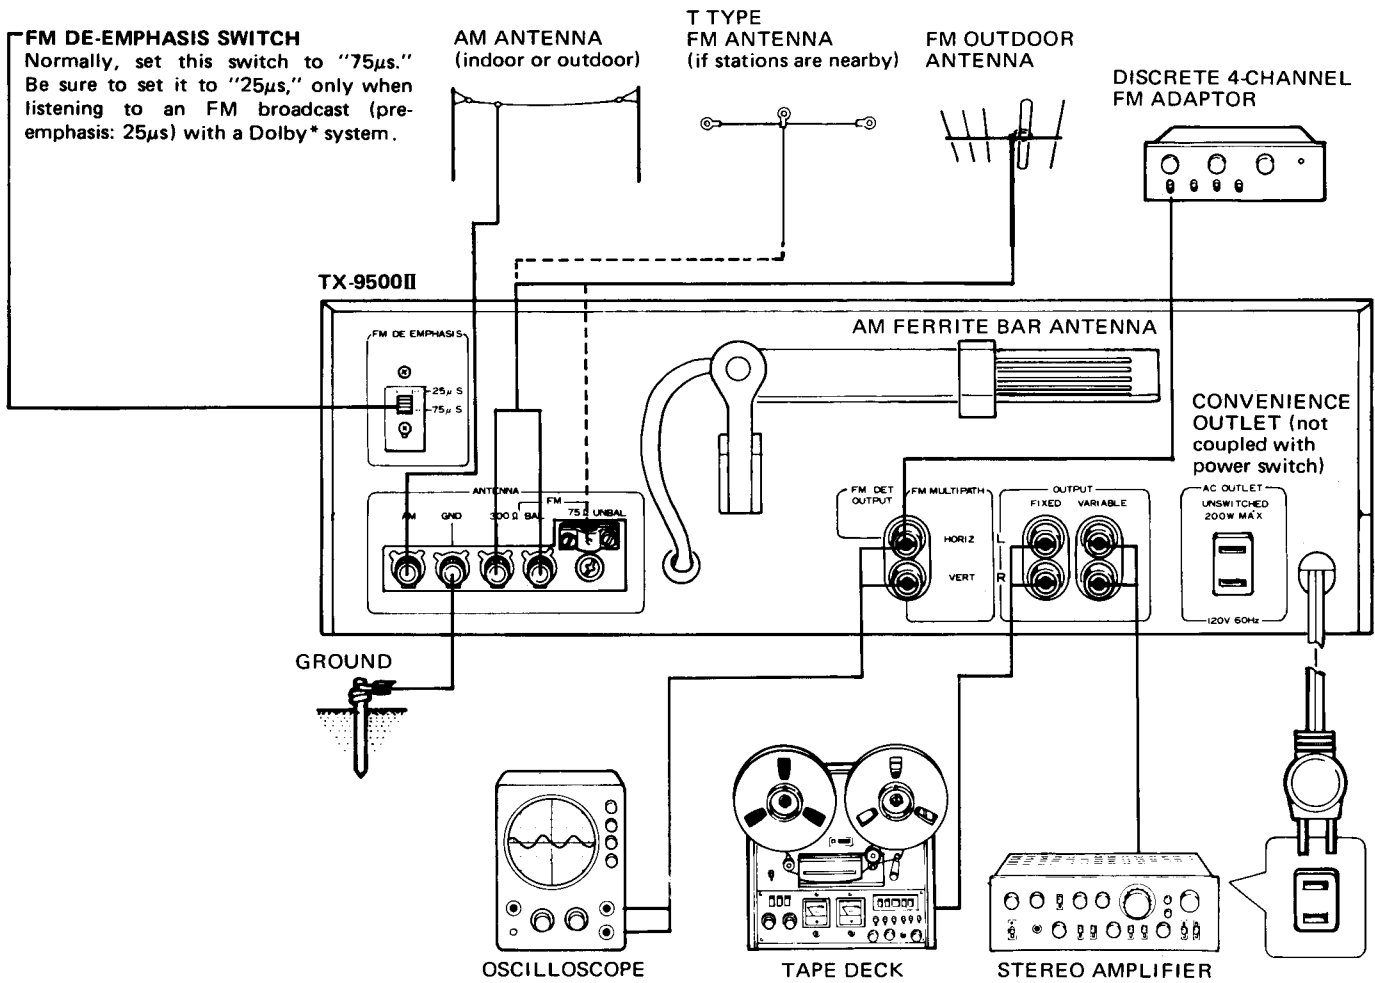 FM DE-EMPHASIS SWITCH
Normally, set this switch to "75µs."
Be sure to set it to "25µs," only when
listening to an FM broadcast (pre-
emphasis: 25µs) with a Dolby* system.
AM ANTENNA
(indoor or outdoor)
T TYPE
FM ANTENNA
(if stations are nearby)
FM OUTDOOR
ANTENNA
DISCRETE 4-CHANNEL
FM ADAPTOR
TX-9500II
FM DE EMPHASIS
25µ S
75µ S
AM FERRITE BAR ANTENNA
CONVENIENCE
OUTLET (not
coupled with
power switch)
ANTENNA
FM
AM
GND
300Ω BAL
75Ω UNBAL
FM DET
OUTPUT
FM MULTIPATH
HORIZ
VERT
OUTPUT
FIXED
VARIABLE
L
R
AC OUTLET
UNSWITCHED
200W MAX
120V 60Hz
GROUND
OSCILLOSCOPE
TAPE DECK
STEREO AMPLIFIER